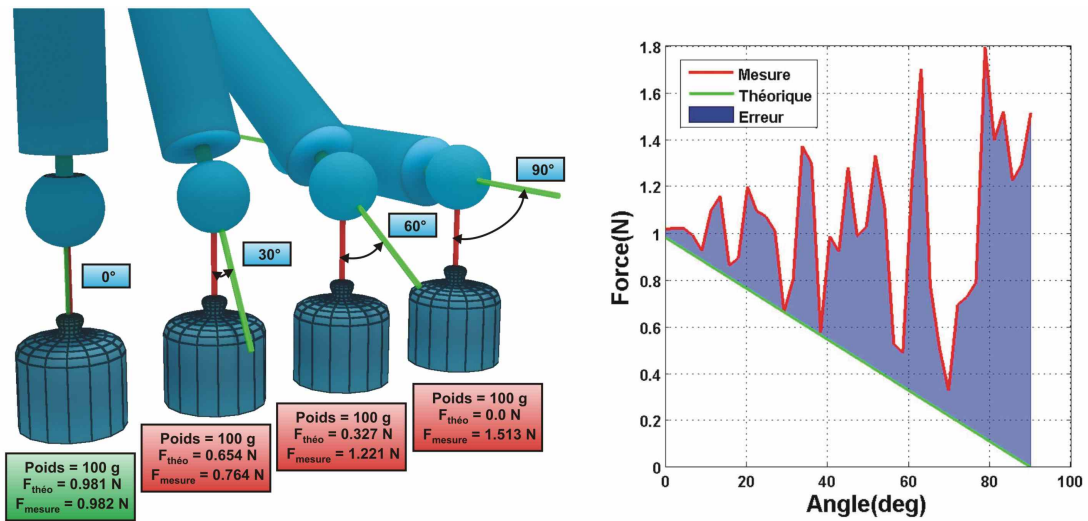 0°
30°
60°
90°
Poids = 100 g
Fthéo = 0.981 N
Fmesure = 0.982 N
Poids = 100 g
Fthéo = 0.654 N
Fmesure = 0.764 N
Poids = 100 g
Fthéo = 0.327 N
Fmesure = 1.221 N
Poids = 100 g
Fthéo = 0.0 N
Fmesure = 1.513 N
Mesure
Théorique
Erreur
Force(N)
1.8
1.6
1.4
1.2
1
0.8
0.6
0.4
0.2
0
0 20 40 60 80 100
Angle(deg)